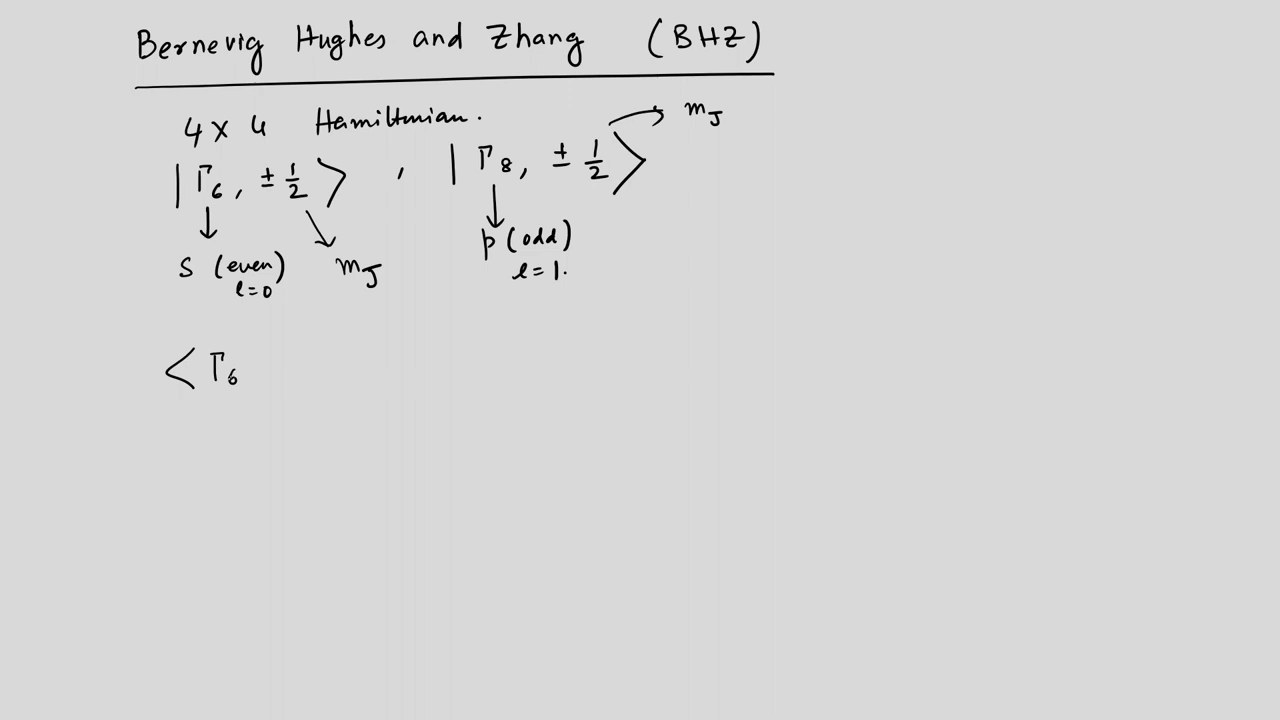 Bernevig Hughes and Zhang (BHZ)
4 × 4 Hamiltonian.
|Γ₆, ± 1/2⟩ , |Γ₈, ± 1/2⟩ → m_J
↓ ↘ ↓
s (even) m_J p (odd)
l=0 l=1.
⟨Γ₆